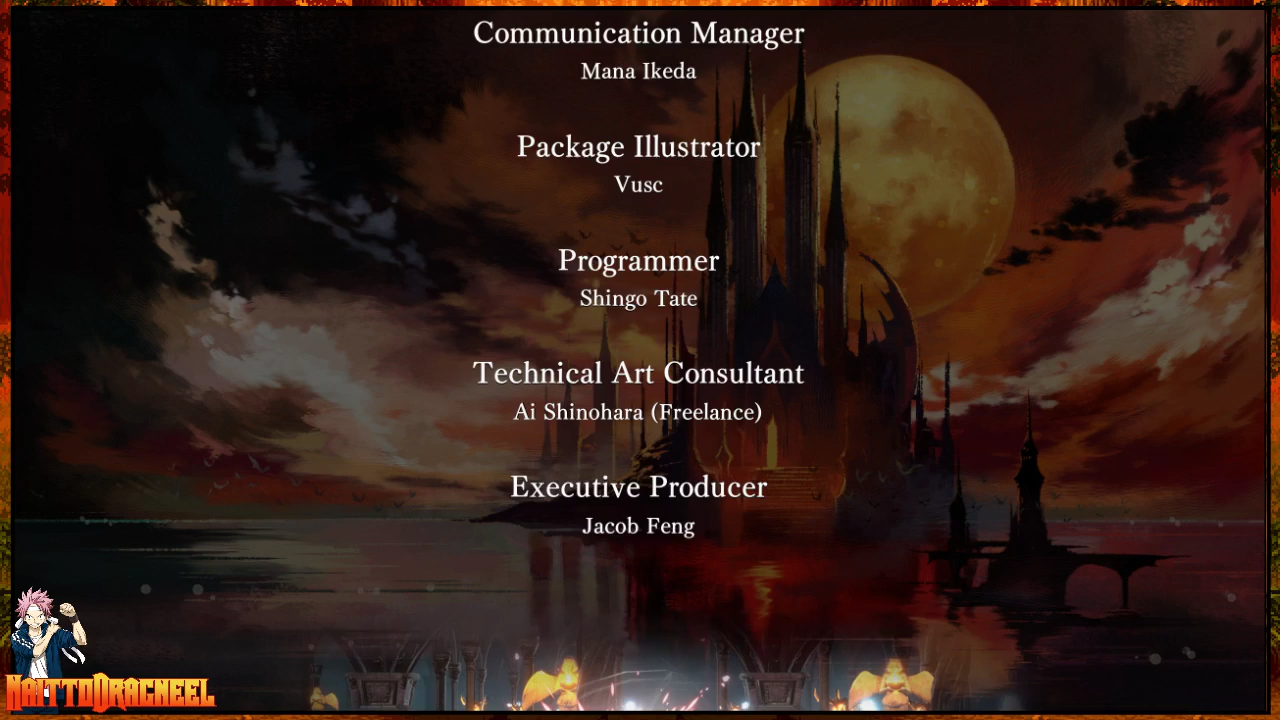 Communication Manager
Mana Ikeda
Package Illustrator
Vusc
Programmer
Shingo Tate
Technical Art Consultant
Ai Shinohara (Freelance)
Executive Producer
Jacob Feng
NaittoDragneel